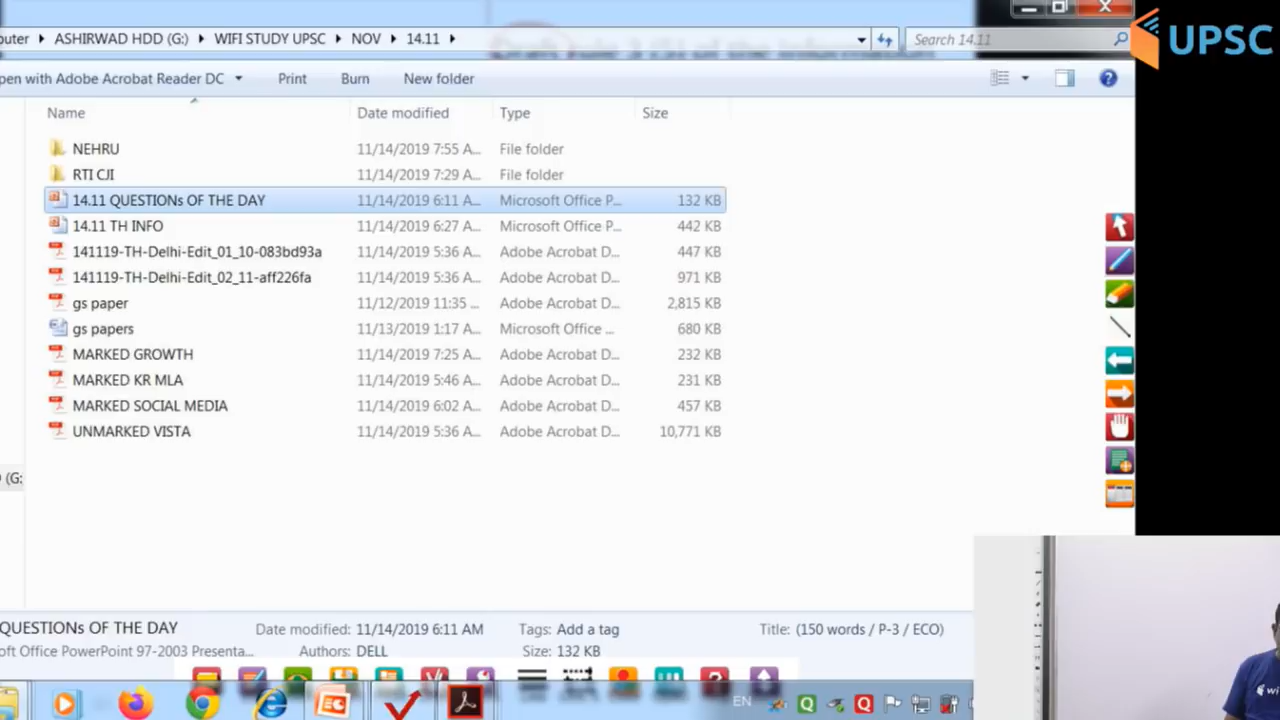 Draft rule 3 (5) of the Information
outer ▸ ASHIRWAD HDD (G:) ▸ WIFI STUDY UPSC ▸ NOV ▸ 14.11 ▸ Search 14.11
UPSC
pen with Adobe Acrobat Reader DC Print Burn New folder
Name Date modified Type Size
NEHRU 11/14/2019 7:55 A... File folder
RTI CJI 11/14/2019 7:29 A... File folder
14.11 QUESTIONs OF THE DAY 11/14/2019 6:11 A... Microsoft Office P... 132 KB
14.11 TH INFO 11/14/2019 6:27 A... Microsoft Office P... 442 KB
141119-TH-Delhi-Edit_01_10-083bd93a 11/14/2019 5:36 A... Adobe Acrobat D... 447 KB
141119-TH-Delhi-Edit_02_11-aff226fa 11/14/2019 5:36 A... Adobe Acrobat D... 971 KB
gs paper 11/12/2019 11:35 ... Adobe Acrobat D... 2,815 KB
gs papers 11/13/2019 1:17 A... Microsoft Office ... 680 KB
MARKED GROWTH 11/14/2019 7:25 A... Adobe Acrobat D... 232 KB
MARKED KR MLA 11/14/2019 5:46 A... Adobe Acrobat D... 231 KB
MARKED SOCIAL MEDIA 11/14/2019 6:02 A... Adobe Acrobat D... 457 KB
UNMARKED VISTA 11/14/2019 5:36 A... Adobe Acrobat D... 10,771 KB
) (G:
QUESTIONs OF THE DAY Date modified: 11/14/2019 6:11 AM Tags: Add a tag Title: (150 words / P-3 / ECO)
oft Office PowerPoint 97-2003 Presenta... Authors: DELL Size: 132 KB
EN
wi